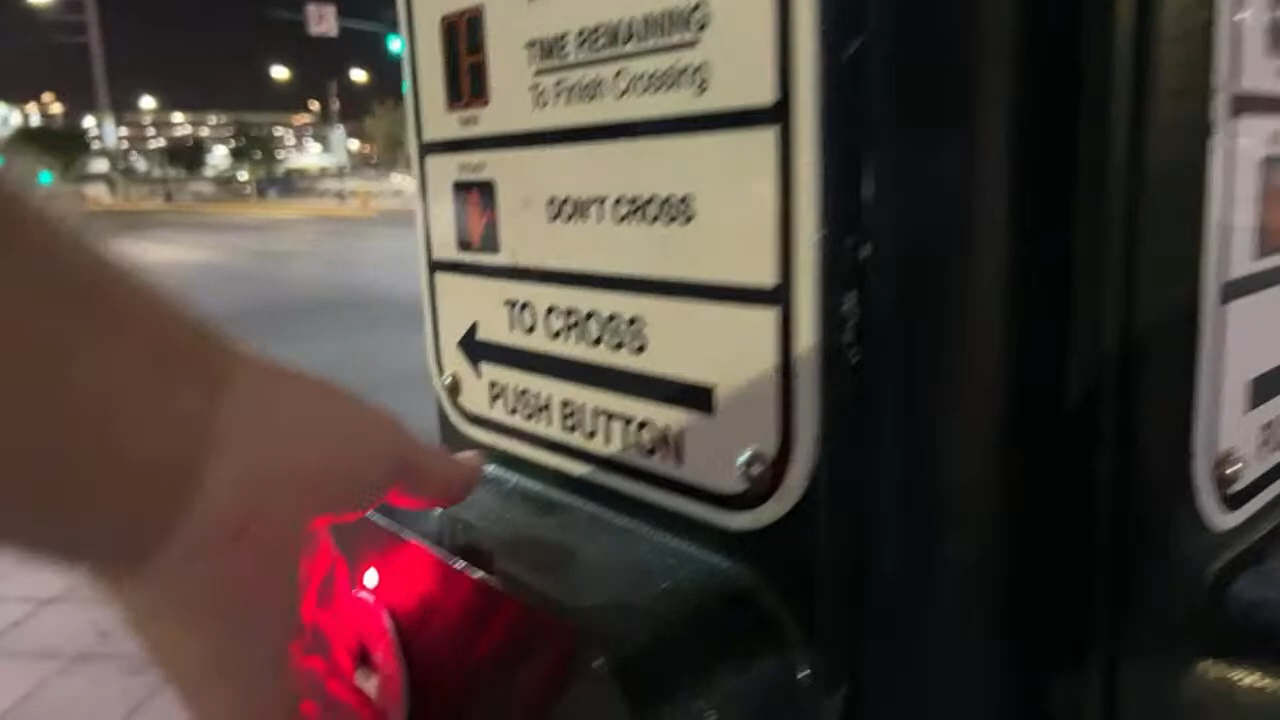 TIME REMAINING
To Finish Crossing
DON'T CROSS
TO CROSS
PUSH BUTTON